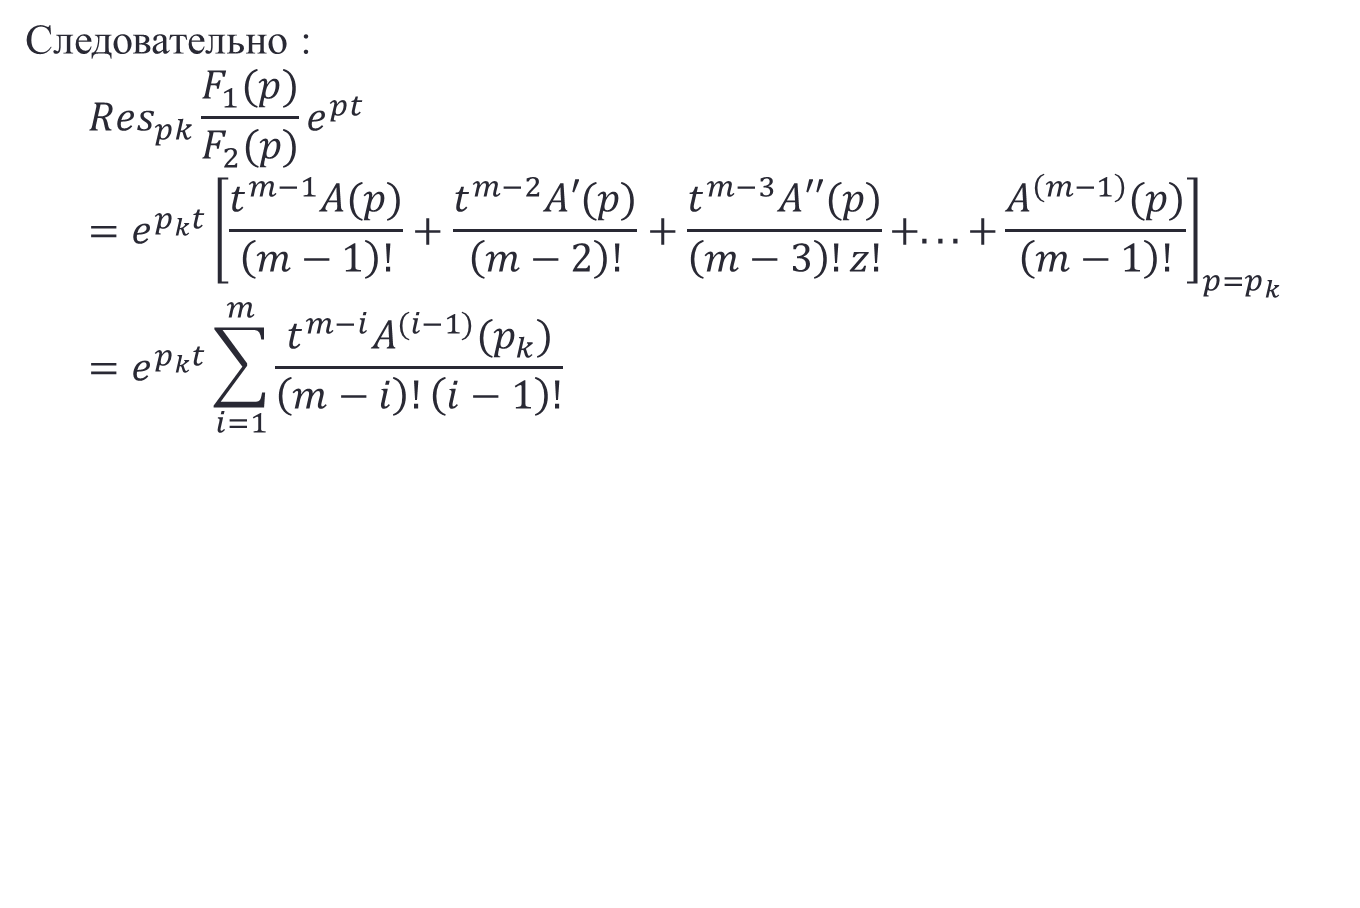 Следовательно :
$Res_{pk} \frac{F_1(p)}{F_2(p)} e^{pt}$
$= e^{p_k t} \left[ \frac{t^{m-1}A(p)}{(m-1)!} + \frac{t^{m-2}A'(p)}{(m-2)!} + \frac{t^{m-3}A''(p)}{(m-3)!\,z!} + \ldots + \frac{A^{(m-1)}(p)}{(m-1)!} \right]_{p=p_k}$
$= e^{p_k t} \sum_{i=1}^{m} \frac{t^{m-i}A^{(i-1)}(p_k)}{(m-i)!\,(i-1)!}$